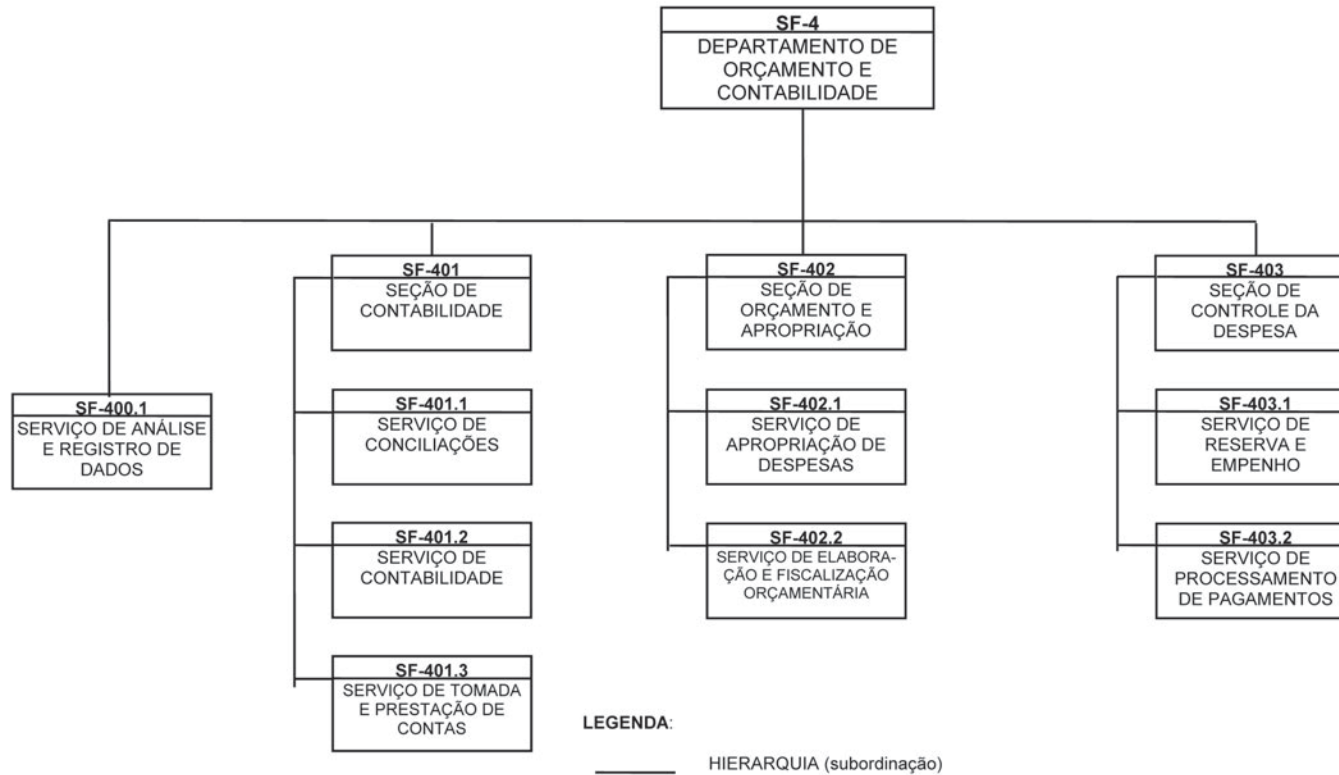 SF-4
DEPARTAMENTO DE
ORÇAMENTO E
CONTABILIDADE
SF-400.1
SERVIÇO DE ANÁLISE
E REGISTRO DE
DADOS
SF-401
SEÇÃO DE
CONTABILIDADE
SF-401.1
SERVIÇO DE
CONCILIAÇÕES
SF-401.2
SERVIÇO DE
CONTABILIDADE
SF-401.3
SERVIÇO DE TOMADA
E PRESTAÇÃO DE
CONTAS
SF-402
SEÇÃO DE
ORÇAMENTO E
APROPRIAÇÃO
SF-402.1
SERVIÇO DE
APROPRIAÇÃO DE
DESPESAS
SF-402.2
SERVIÇO DE ELABORA-
ÇÃO E FISCALIZAÇÃO
ORÇAMENTÁRIA
SF-403
SEÇÃO DE
CONTROLE DA
DESPESA
SF-403.1
SERVIÇO DE
RESERVA E
EMPENHO
SF-403.2
SERVIÇO DE
PROCESSAMENTO
DE PAGAMENTOS
LEGENDA:
HIERARQUIA (subordinação)